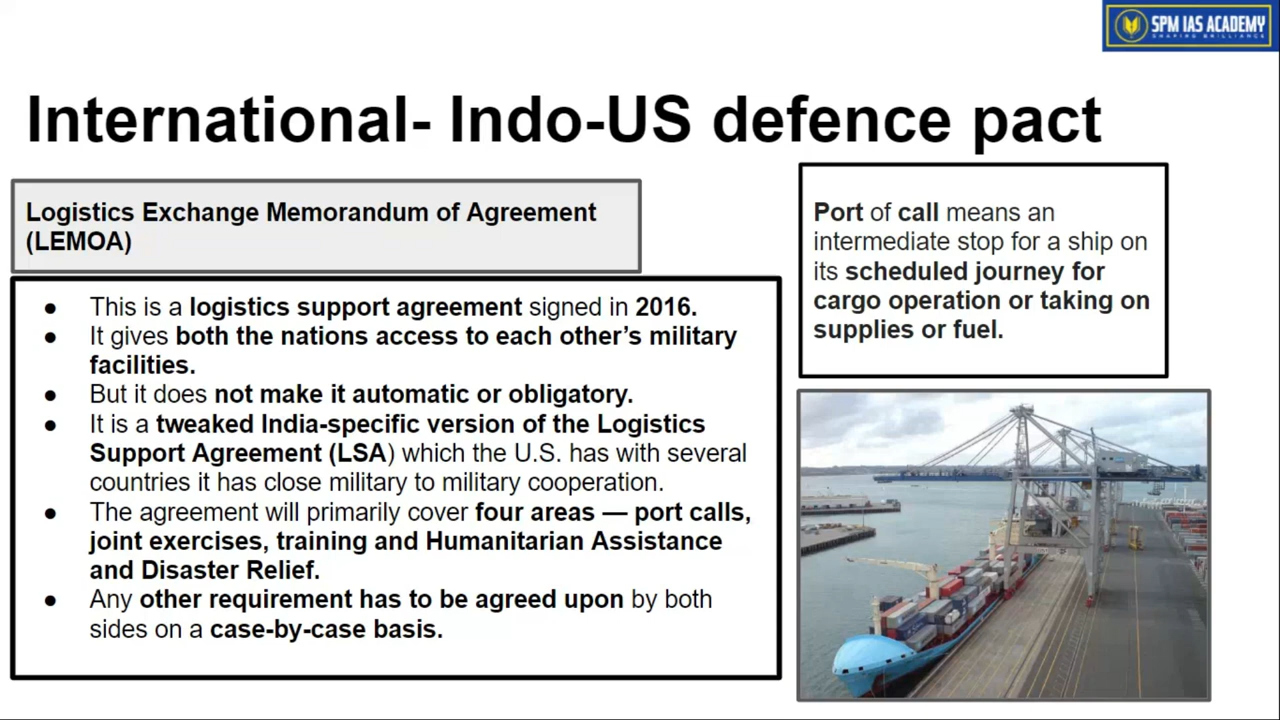 SPM IAS ACADEMY
SHAPING BRILLIANCE
International- Indo-US defence pact
Logistics Exchange Memorandum of Agreement
(LEMOA)
● This is a logistics support agreement signed in 2016.
● It gives both the nations access to each other’s military
facilities.
● But it does not make it automatic or obligatory.
● It is a tweaked India-specific version of the Logistics
Support Agreement (LSA) which the U.S. has with several
countries it has close military to military cooperation.
● The agreement will primarily cover four areas — port calls,
joint exercises, training and Humanitarian Assistance
and Disaster Relief.
● Any other requirement has to be agreed upon by both
sides on a case-by-case basis.
Port of call means an
intermediate stop for a ship on
its scheduled journey for
cargo operation or taking on
supplies or fuel.